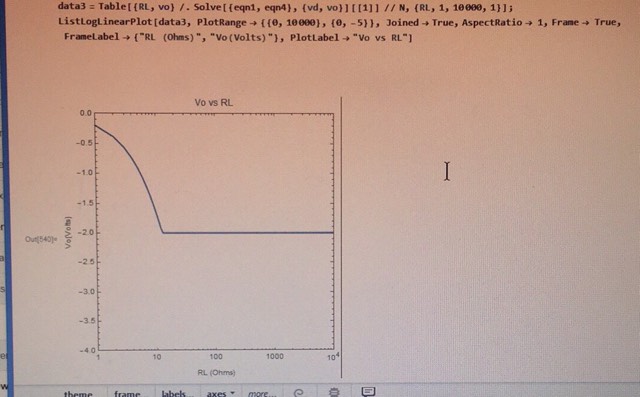 data3 = Table[{RL, vo} /. Solve[{eqn1, eqn4}, {vd, vo}][[1]] // N, {RL, 1, 10000, 1}];
ListLogLinearPlot[data3, PlotRange → {{0, 10000}, {0, -5}}, Joined → True, AspectRatio → 1, Frame → True,
FrameLabel → {"RL (Ohms)", "Vo(Volts)"}, PlotLabel → "Vo vs RL"]
Vo vs RL
0.0
-0.5
-1.0
-1.5
-2.0
-2.5
-3.0
-3.5
-4.0
Out[540]=
Vo(Volts)
1 10 100 1000 10^4
RL (Ohms)
theme frame labels axes more...